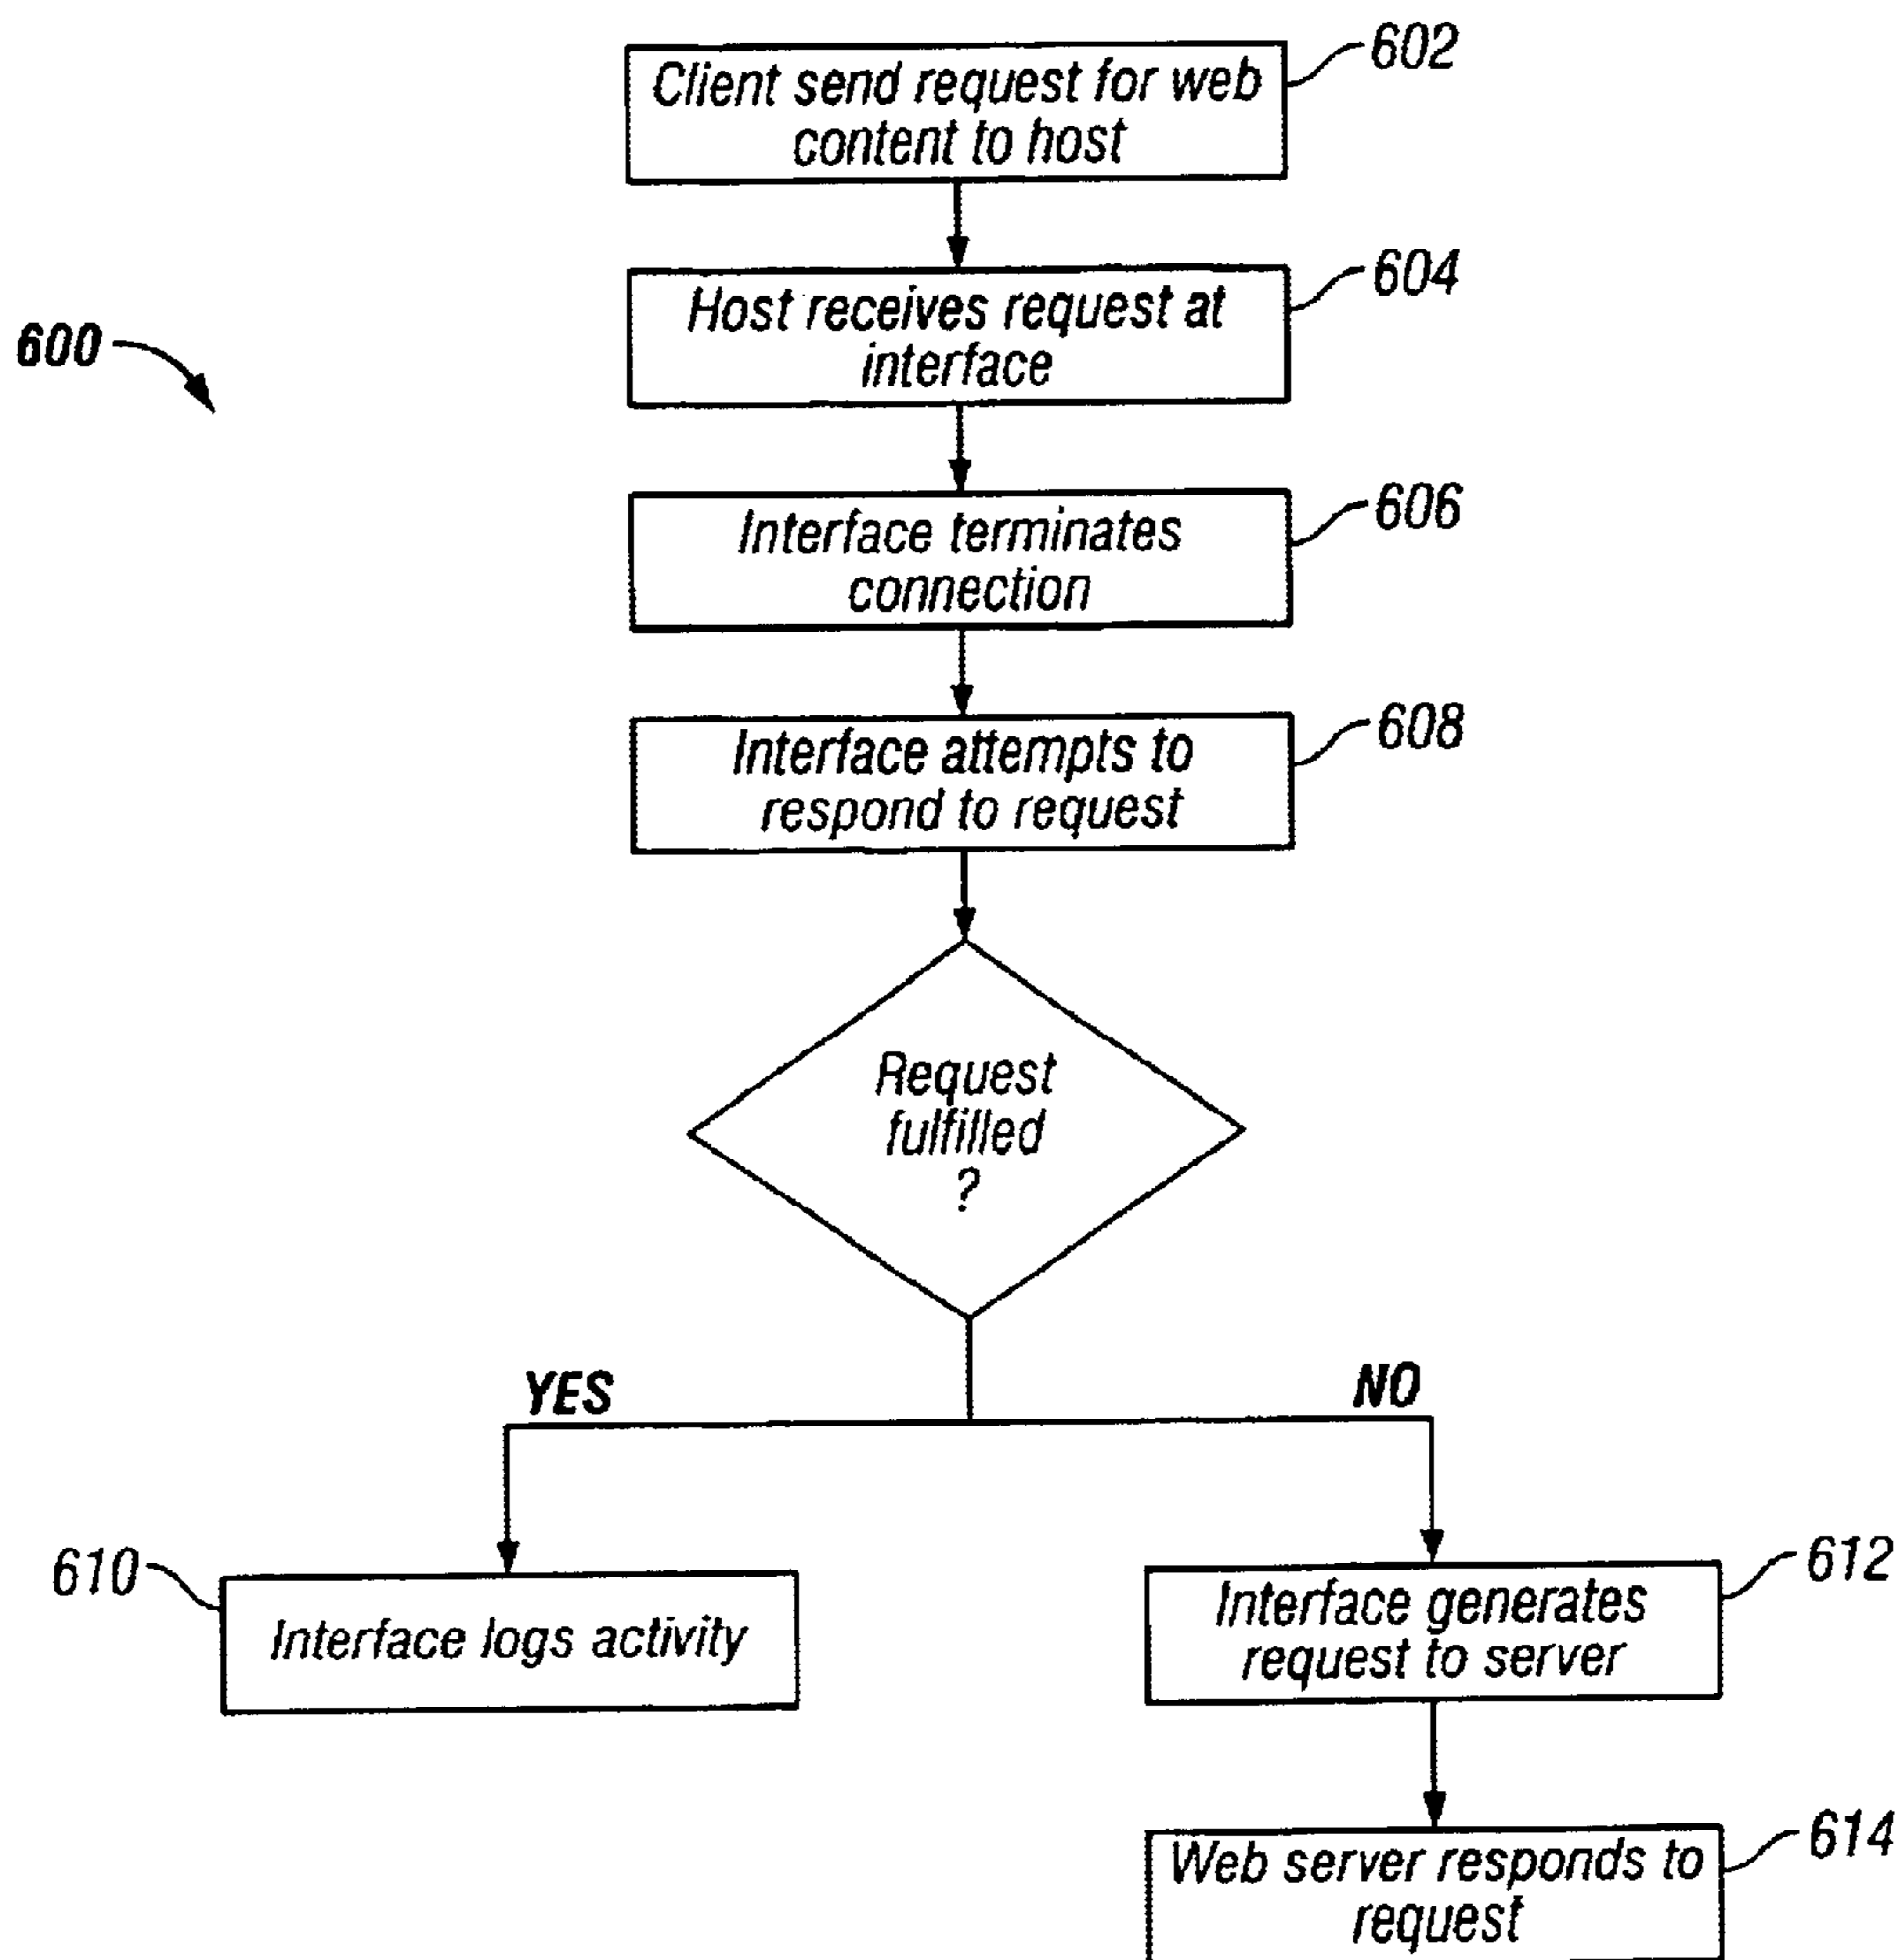 602
Client send request for web
content to host
604
Host receives request at
interface
600
606
Interface terminates
connection
608
Interface attempts to
respond to request
Request
fulfilled
?
YES
NO
610
Interface logs activity
612
Interface generates
request to server
614
Web server responds to
request